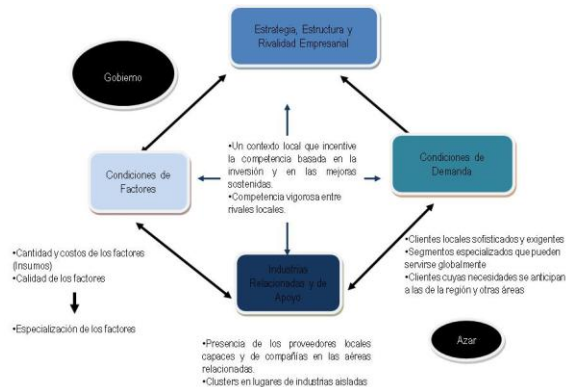 Estrategia, Estructura y
Rivalidad Empresarial
Gobierno
•Un contexto local que incentive
la competencia basada en la
inversión y en las mejoras
sostenidas.
•Competencia vigorosa entre
rivales locales.
Condiciones de
Factores
Condiciones de
Demanda
•Cantidad y costos de los factores
(Insumos)
•Calidad de los factores
•Especialización de los factores
Industrias
Relacionadas y de
Apoyo
•Clientes locales sofisticados y exigentes
•Segmentos especializados que pueden
servirse globalmente
•Clientes cuyas necesidades se anticipan
a las de la región y otras áreas
•Presencia de los proveedores locales
capaces y de compañías en las aéreas
relacionadas.
•Clusters en lugares de industrias aisladas
Azar